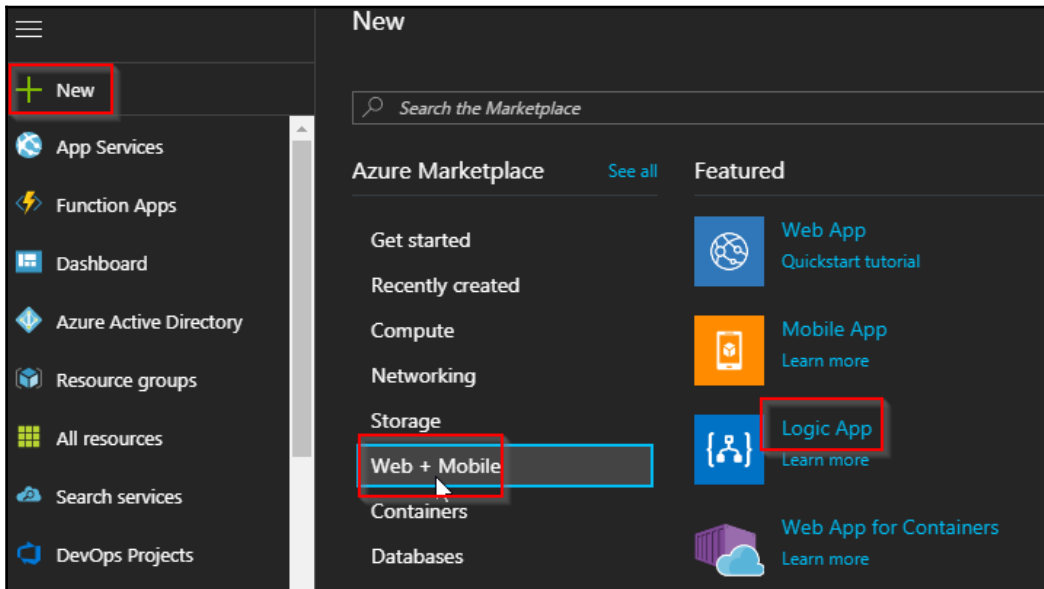 New
App Services
Function Apps
Dashboard
Azure Active Directory
Resource groups
All resources
Search services
DevOps Projects
New
Search the Marketplace
Azure Marketplace
See all
Get started
Recently created
Compute
Networking
Storage
Web + Mobile
Containers
Databases
Featured
Web App
Quickstart tutorial
Mobile App
Learn more
Logic App
Learn more
Web App for Containers
Learn more